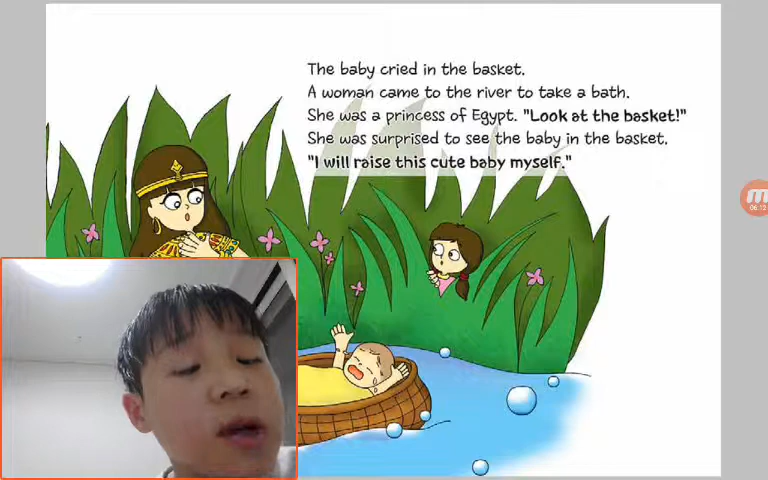 The baby cried in the basket.
A woman came to the river to take a bath.
She was a princess of Egypt. "Look at the basket!"
She was surprised to see the baby in the basket.
"I will raise this cute baby myself."
06:12